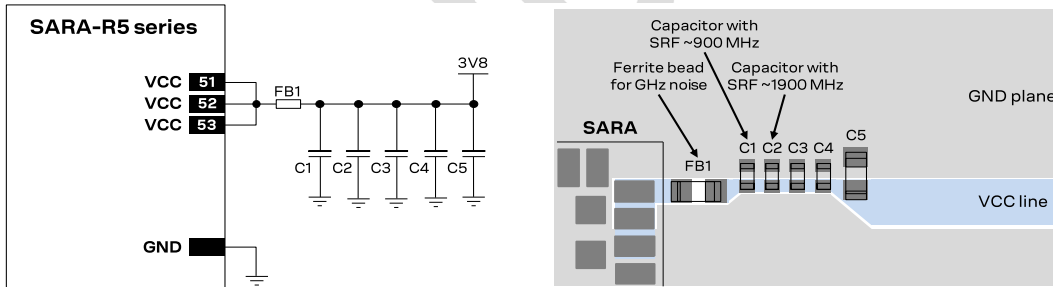 SARA-R5 series
VCC 51
VCC 52
VCC 53
FB1
3V8
C1 C2 C3 C4 C5
GND
Capacitor with
SRF ~900 MHz
Ferrite bead
for GHz noise
Capacitor with
SRF ~1900 MHz
GND plane
SARA
FB1
C1 C2 C3 C4
C5
VCC line